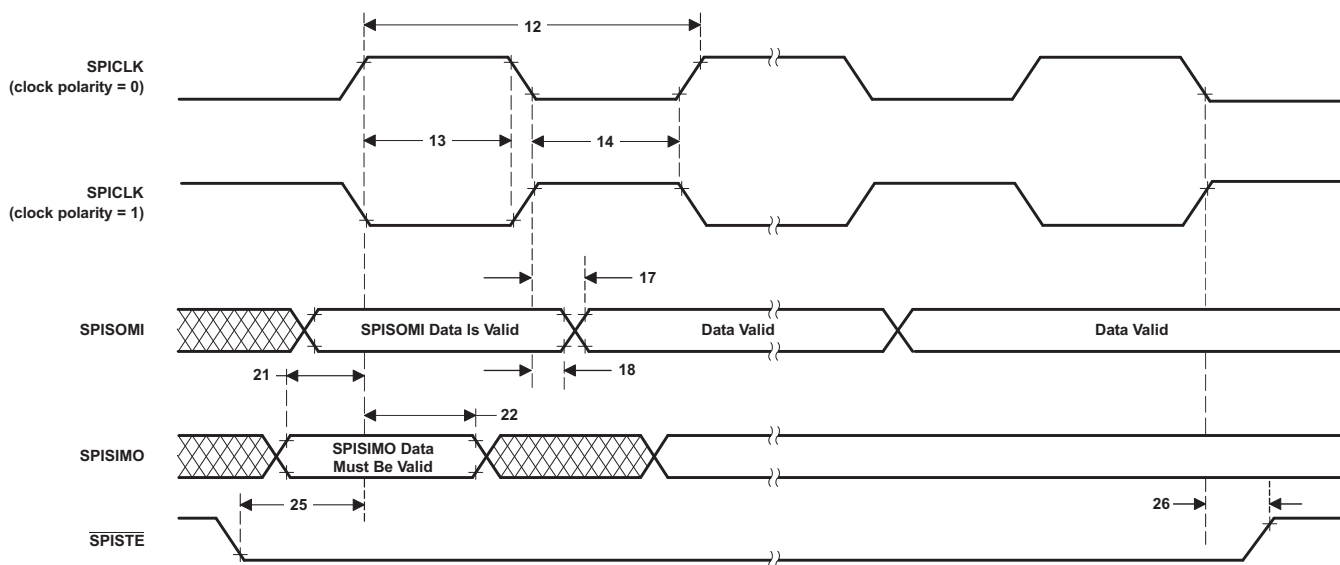 12
SPICLK
(clock polarity = 0)
13
14
SPICLK
(clock polarity = 1)
17
SPISOMI
SPISOMI Data Is Valid
Data Valid
Data Valid
21
18
22
SPISIMO
SPISIMO Data
Must Be Valid
25
26
SPISTE